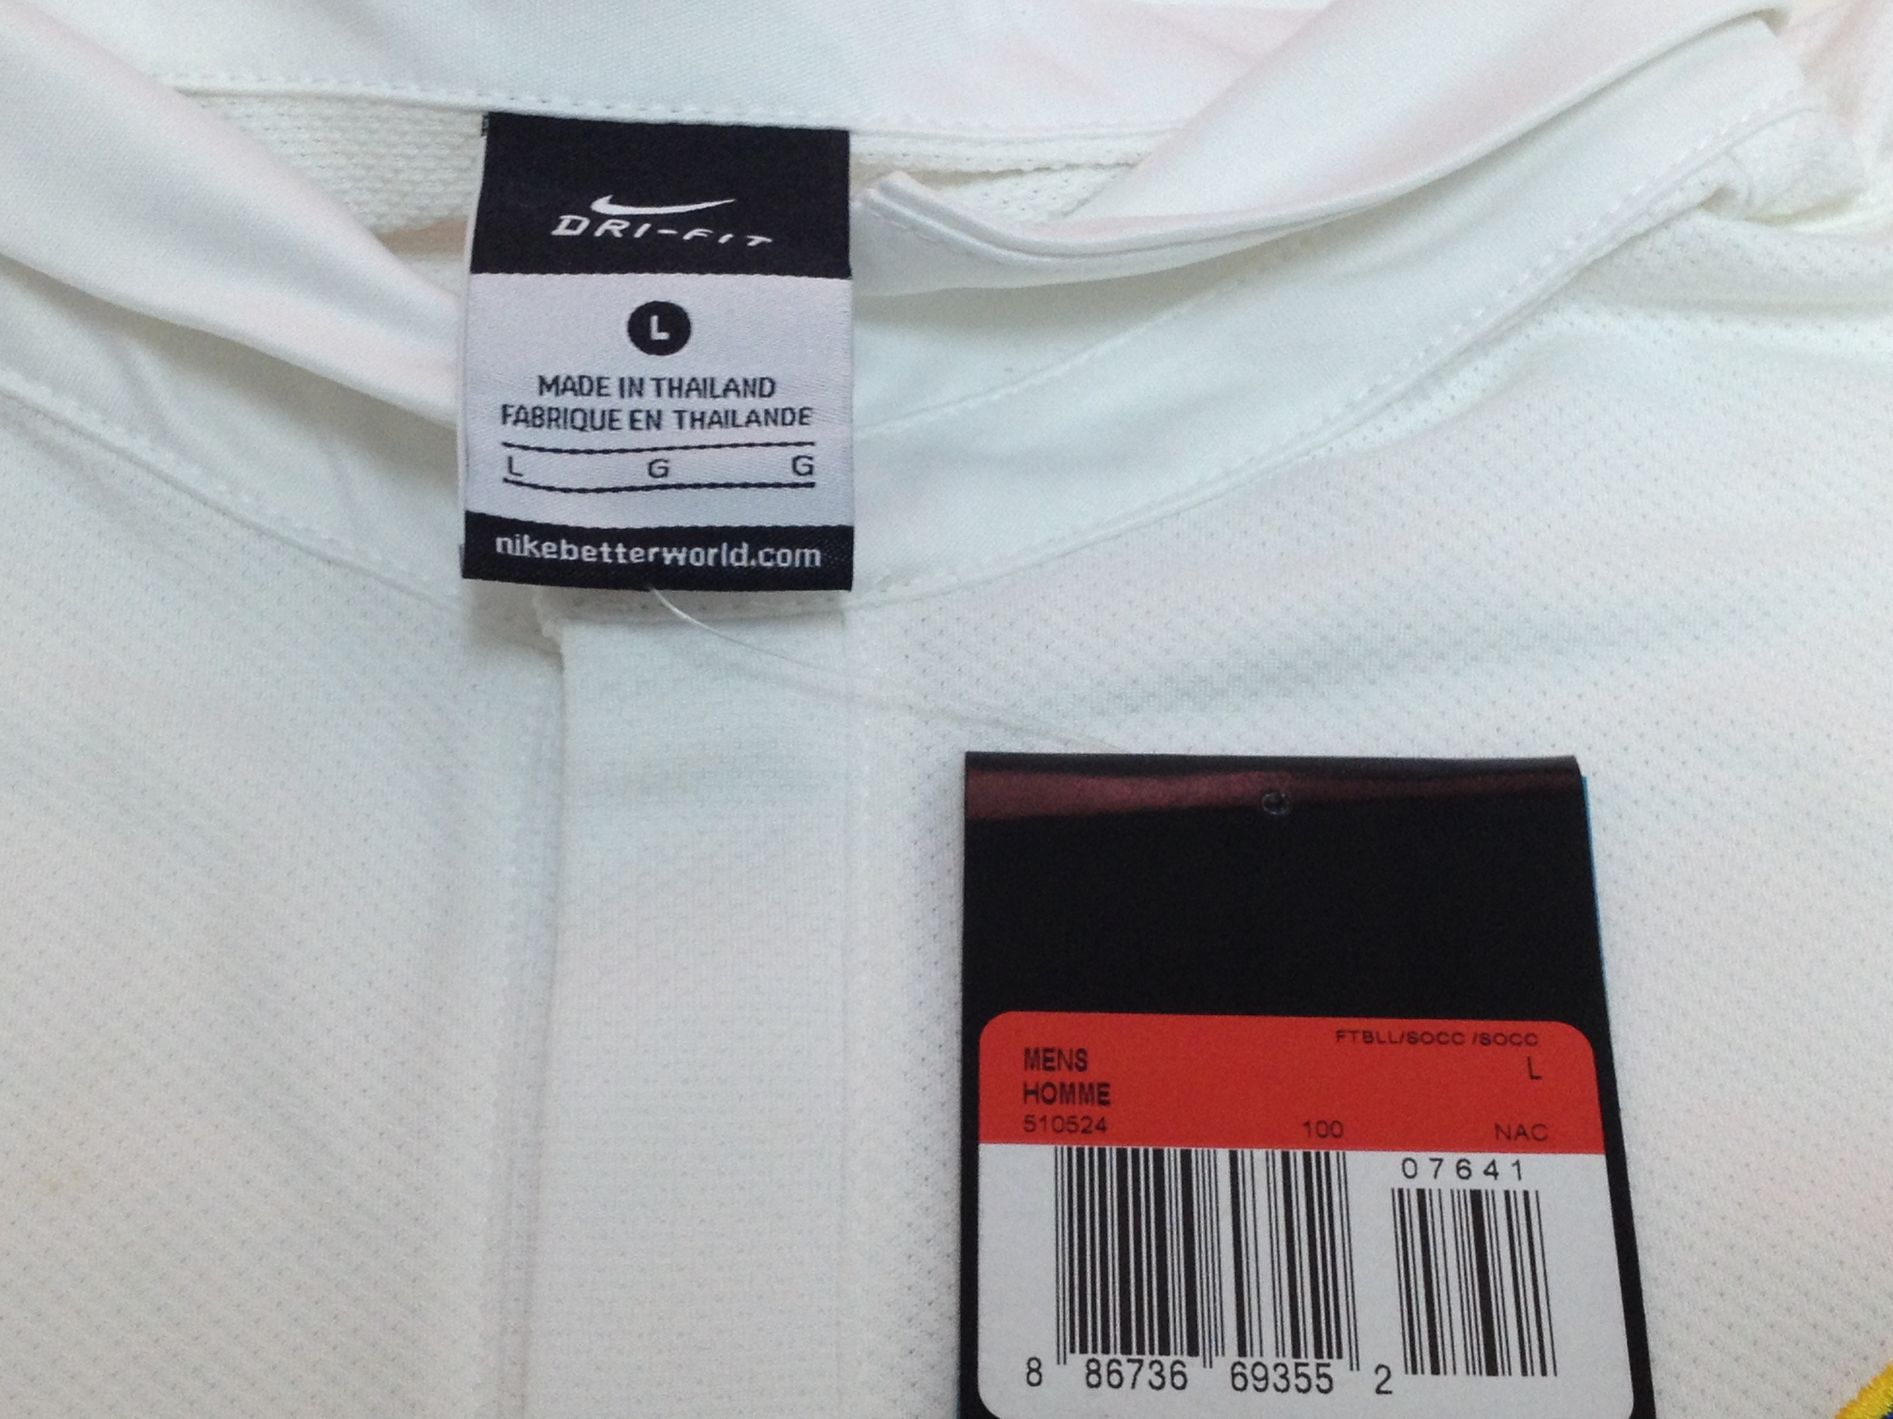 DRI-FIT
L
MADE IN THAILAND
FABRIQUE EN THAILANDE
L G G
nikebetterworld.com
FTBLL/SOCC /SOCC
MENS L
HOMME
510524 100 NAC
07641
8 86736 69355 2